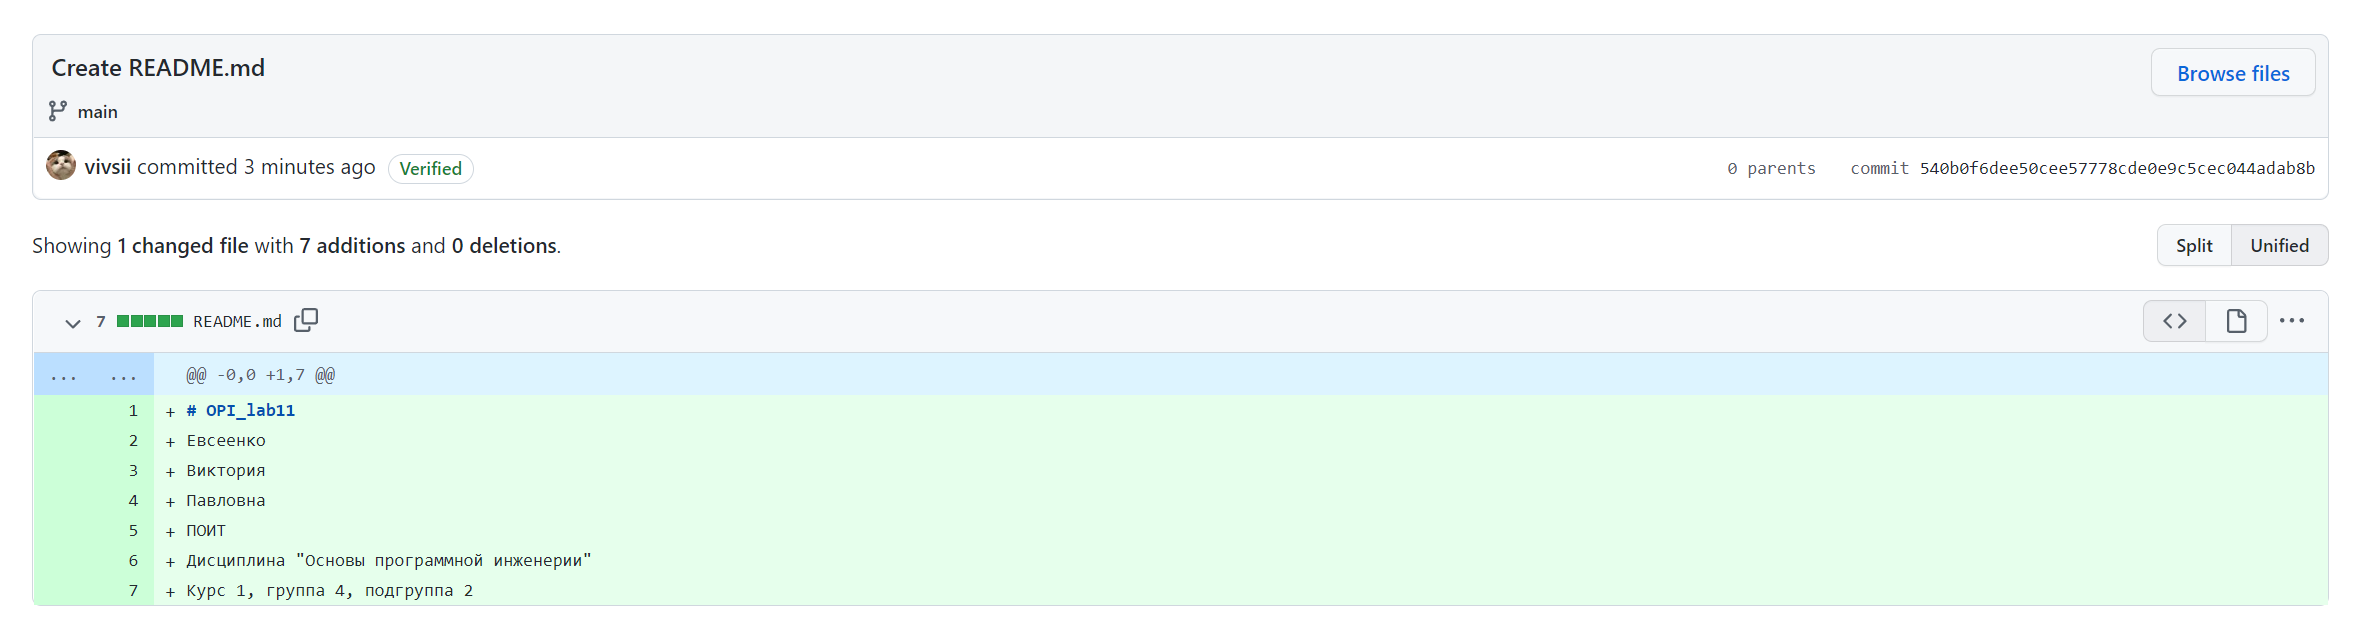 Create README.md
Browse files
main
vivsii committed 3 minutes ago Verified
0 parents commit 540b0f6dee50cee57778cde0e9c5cec044adab8b
Showing 1 changed file with 7 additions and 0 deletions.
Split Unified
7 README.md
... ... @@ -0,0 +1,7 @@
1 + # OPI_lab11
2 + Евсеенко
3 + Виктория
4 + Павловна
5 + ПОИТ
6 + Дисциплина "Основы программной инженерии"
7 + Курс 1, группа 4, подгруппа 2